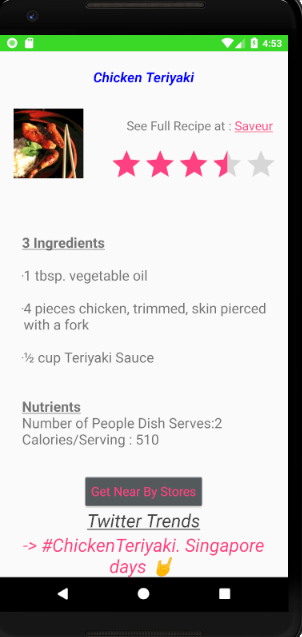 4:53
Chicken Teriyaki
See Full Recipe at : Saveur
3 Ingredients
·1 tbsp. vegetable oil
·4 pieces chicken, trimmed, skin pierced
with a fork
·½ cup Teriyaki Sauce
Nutrients
Number of People Dish Serves:2
Calories/Serving : 510
Get Near By Stores
Twitter Trends
-> #ChickenTeriyaki. Singapore
days 🤘